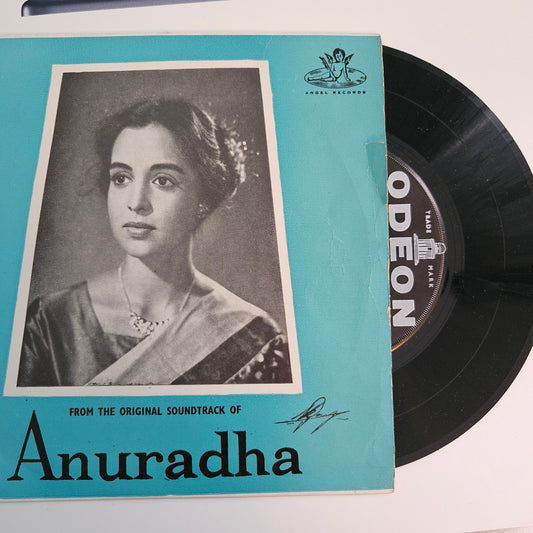 ANGEL RECORDS
ODEON
TRADE
MARK
FROM THE ORIGINAL SOUNDTRACK OF
Anuradha